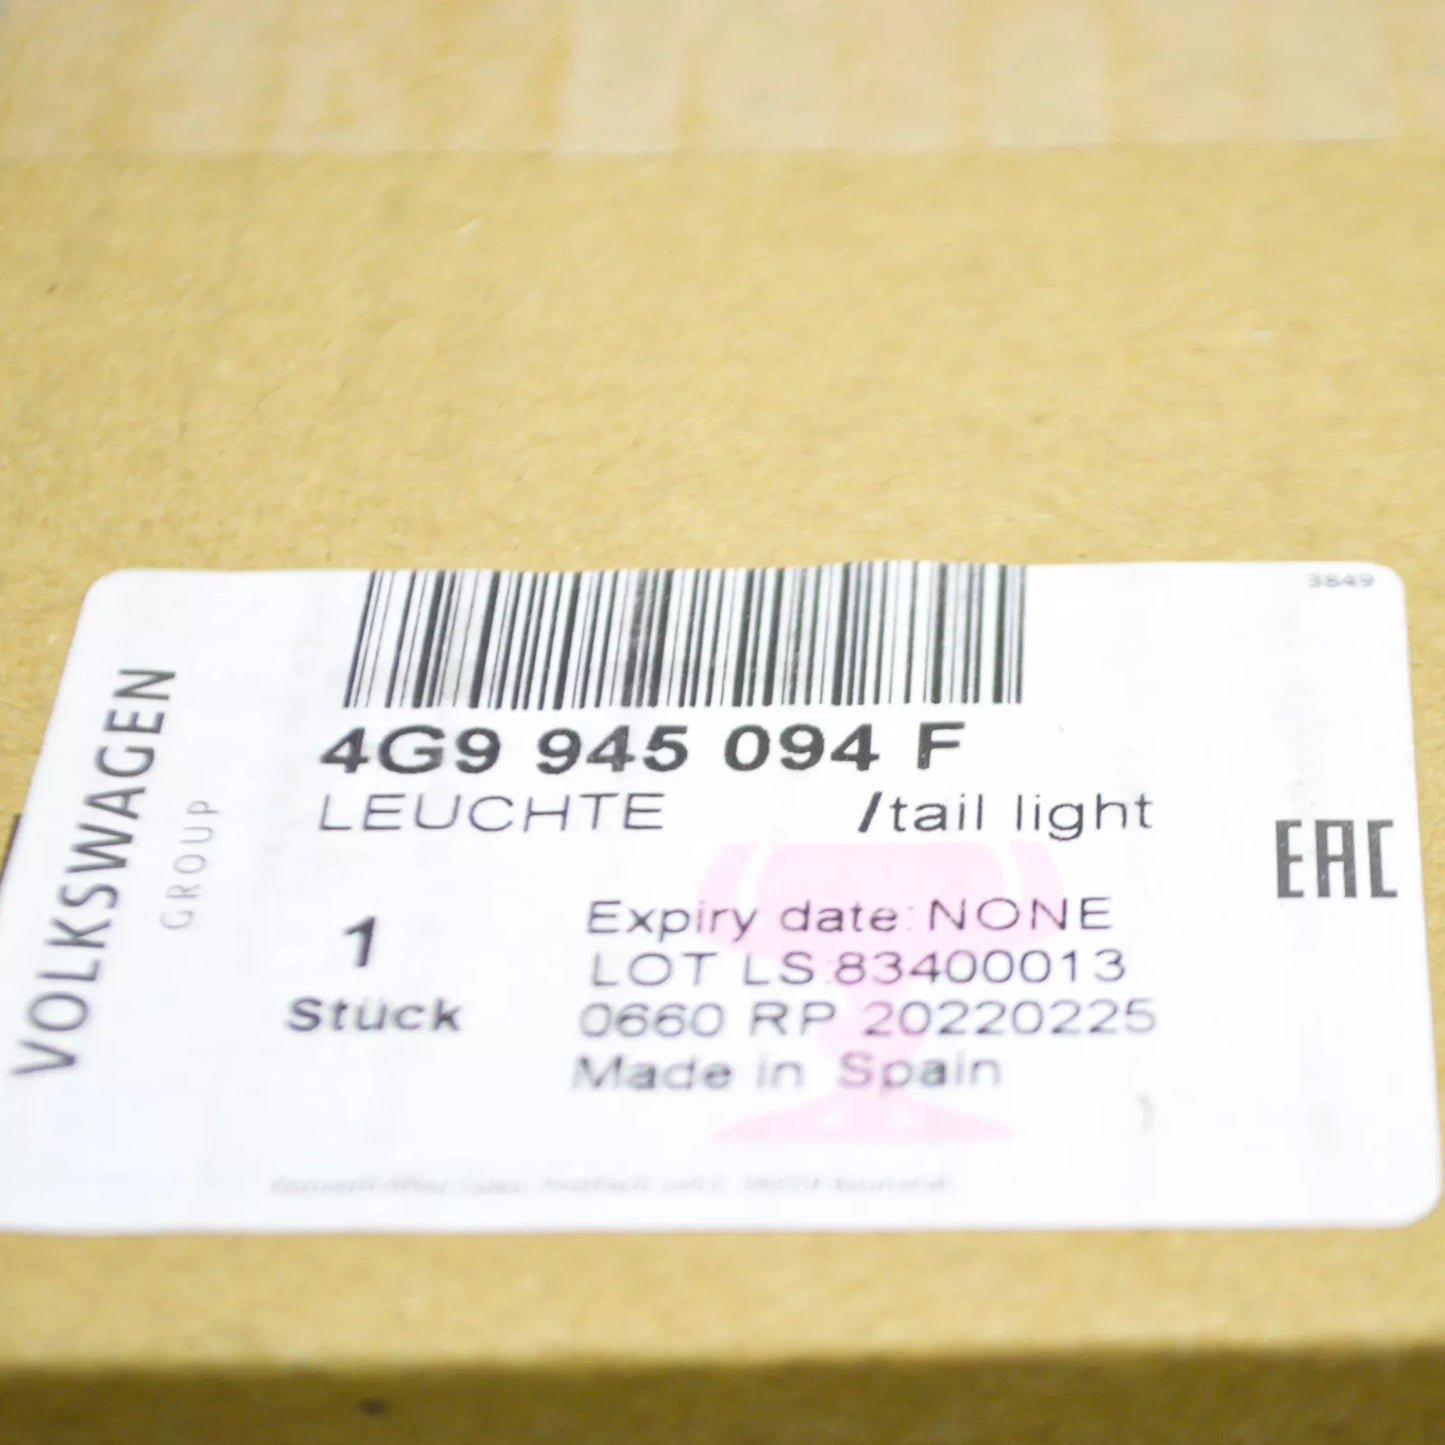 3849
VOLKSWAGEN
GROUP
4G9 945 094 F
LEUCHTE /tail light
EAC
1
Stück
Expiry date: NONE
LOT LS:83400013
0660 RP 20220225
Made in Spain